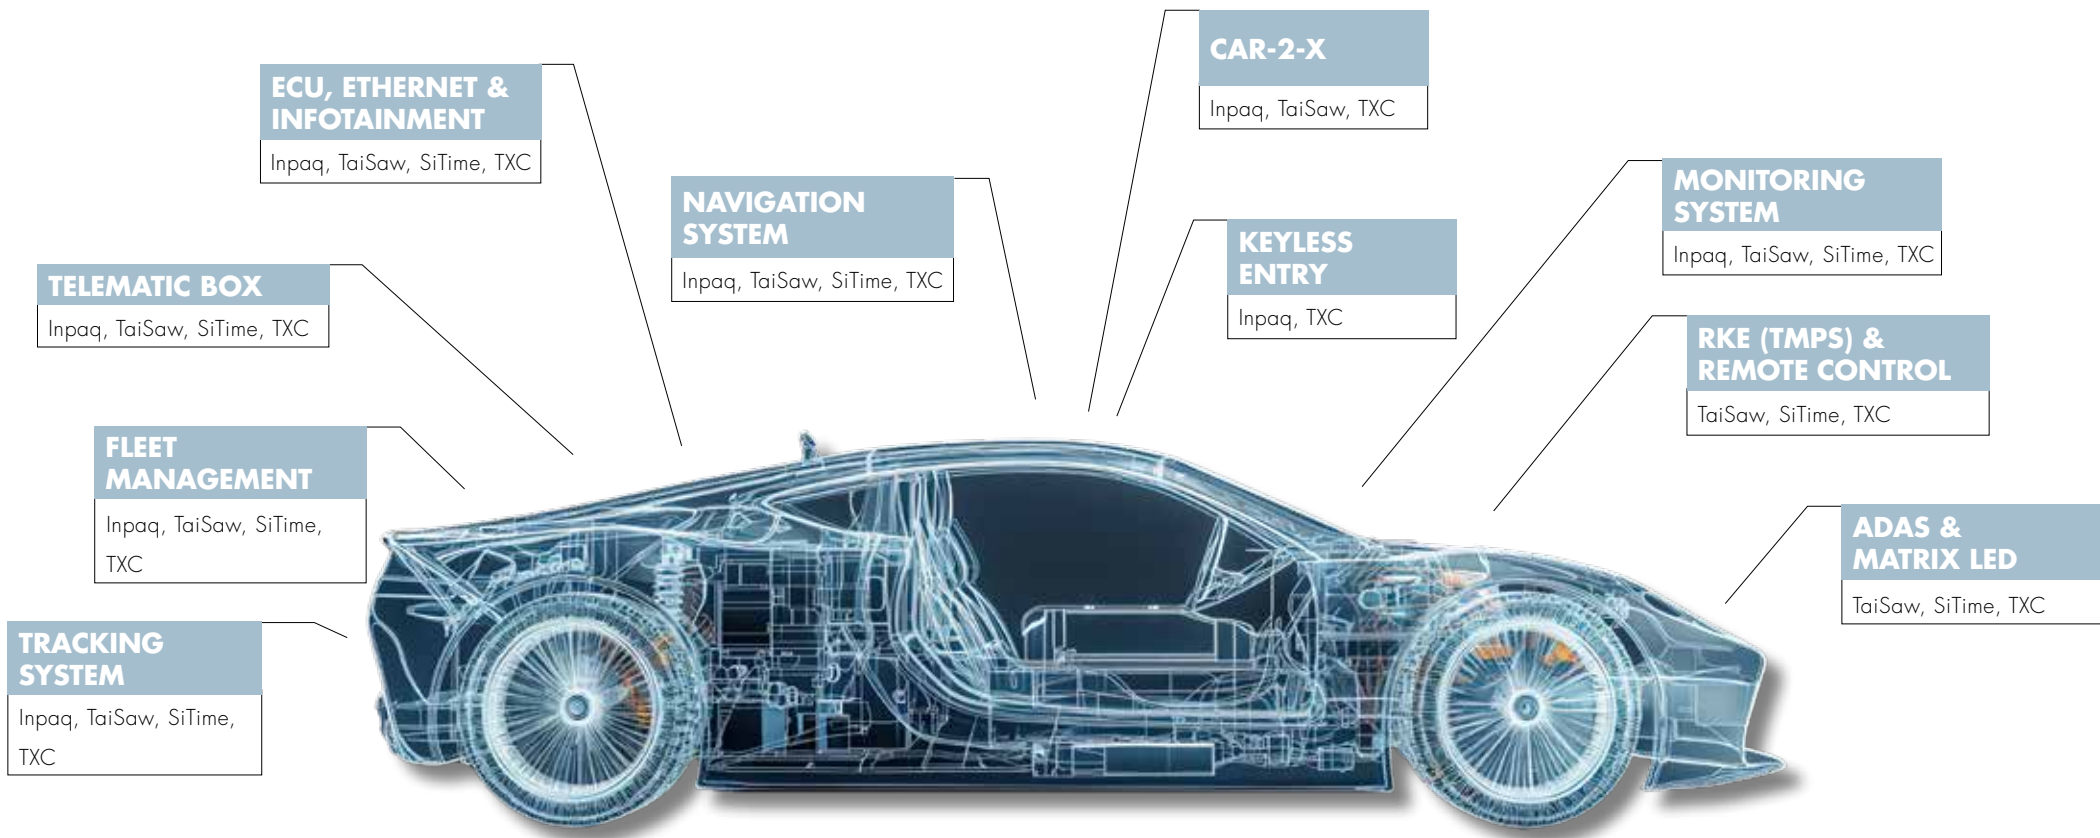 CAR-2-X
Inpaq, TaiSaw, TXC
ECU, ETHERNET &
INFOTAINMENT
Inpaq, TaiSaw, SiTime, TXC
NAVIGATION
SYSTEM
Inpaq, TaiSaw, SiTime, TXC
MONITORING
SYSTEM
Inpaq, TaiSaw, SiTime, TXC
KEYLESS
ENTRY
Inpaq, TXC
TELEMATIC BOX
Inpaq, TaiSaw, SiTime, TXC
RKE (TMPS) &
REMOTE CONTROL
TaiSaw, SiTime, TXC
FLEET
MANAGEMENT
Inpaq, TaiSaw, SiTime,
TXC
ADAS &
MATRIX LED
TaiSaw, SiTime, TXC
TRACKING
SYSTEM
Inpaq, TaiSaw, SiTime,
TXC